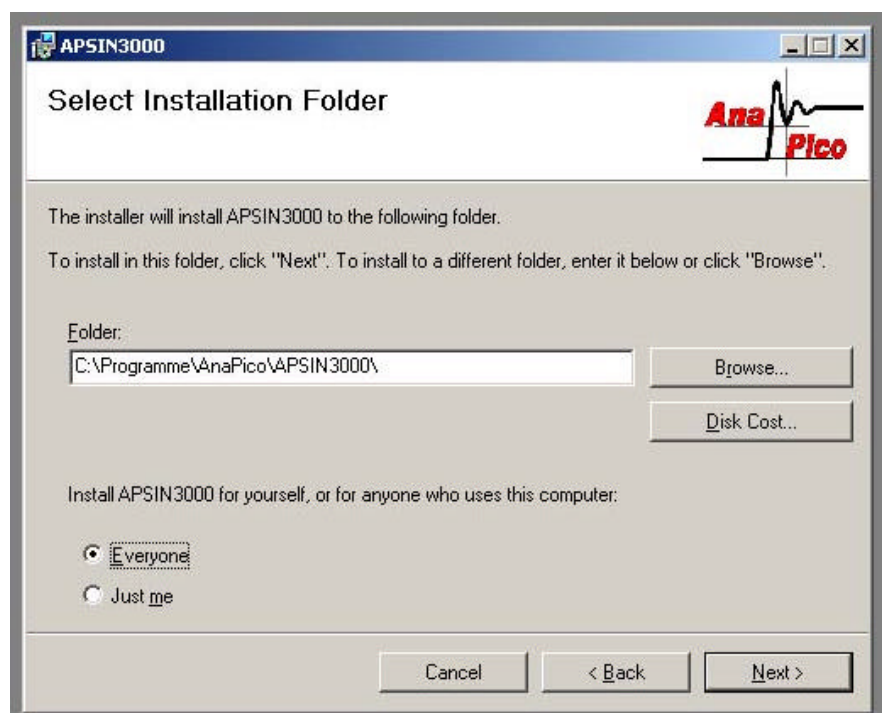 APSIN3000
Select Installation Folder
Ana
Pico
The installer will install APSIN3000 to the following folder.
To install in this folder, click "Next". To install to a different folder, enter it below or click "Browse".
Folder:
C:\Programme\AnaPico\APSIN3000\
Browse...
Disk Cost...
Install APSIN3000 for yourself, or for anyone who uses this computer:
Everyone
Just me
Cancel
< Back
Next >